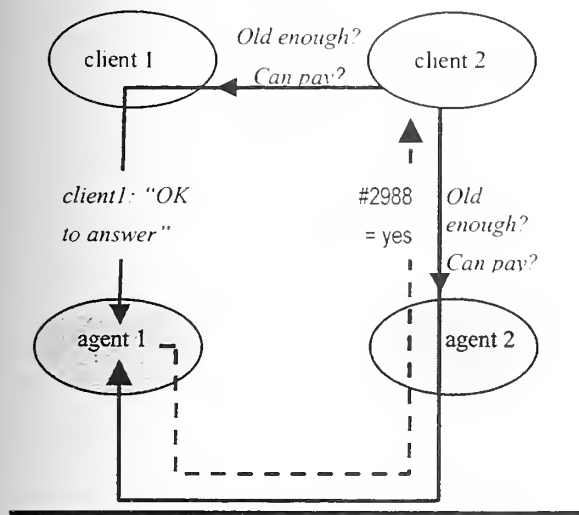 client 1
Old enough?
Can pay?
client 2
client1: "OK
to answer"
#2988
= yes
Old
enough?
Can pay?
agent 1
agent 2